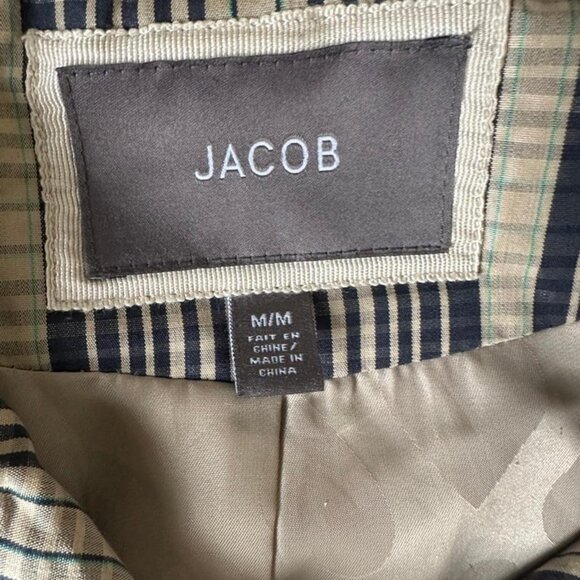 JACOB
M/M
FAIT EN
CHINE/
MADE IN
CHINA